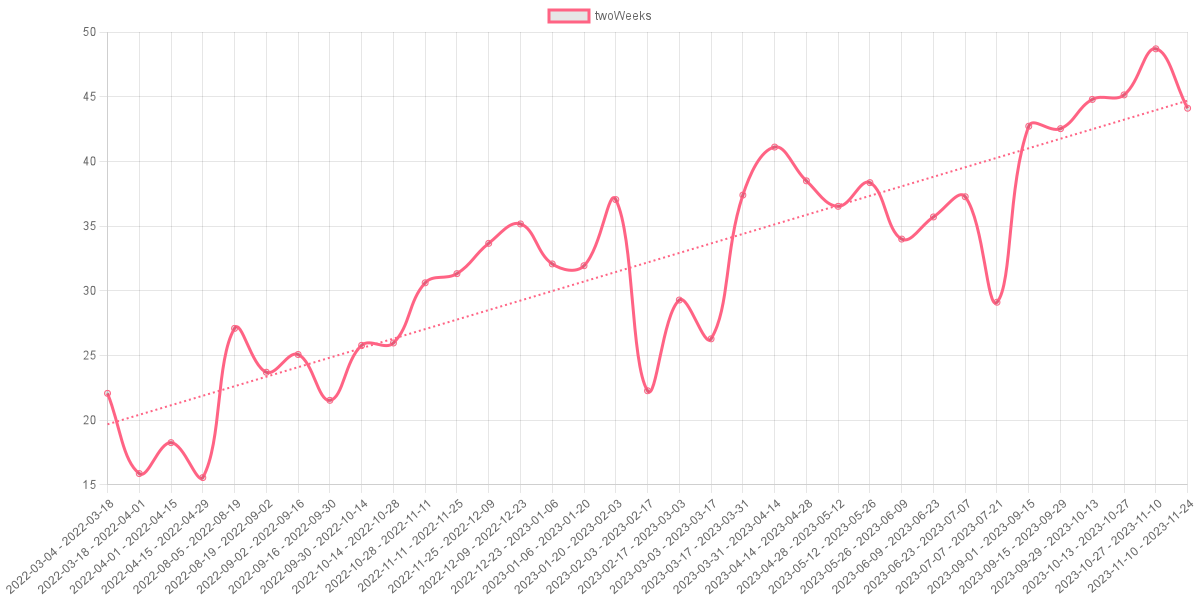 twoWeeks
50
45
40
35
30
25
20
15
2022-03-04 - 2022-03-18
2022-03-18 - 2022-04-01
2022-04-01 - 2022-04-15
2022-04-15 - 2022-04-29
2022-08-05 - 2022-08-19
2022-08-19 - 2022-09-02
2022-09-02 - 2022-09-16
2022-09-16 - 2022-09-30
2022-09-30 - 2022-10-14
2022-10-14 - 2022-10-28
2022-10-28 - 2022-11-11
2022-11-11 - 2022-11-25
2022-11-25 - 2022-12-09
2022-12-09 - 2022-12-23
2022-12-23 - 2023-01-06
2023-01-06 - 2023-01-20
2023-01-20 - 2023-02-03
2023-02-03 - 2023-02-17
2023-02-17 - 2023-03-03
2023-03-03 - 2023-03-17
2023-03-17 - 2023-03-31
2023-03-31 - 2023-04-14
2023-04-14 - 2023-04-28
2023-04-28 - 2023-05-12
2023-05-12 - 2023-05-26
2023-05-26 - 2023-06-09
2023-06-09 - 2023-06-23
2023-06-23 - 2023-07-07
2023-07-07 - 2023-07-21
2023-09-01 - 2023-09-15
2023-09-15 - 2023-09-29
2023-09-29 - 2023-10-13
2023-10-13 - 2023-10-27
2023-10-27 - 2023-11-10
2023-11-10 - 2023-11-24